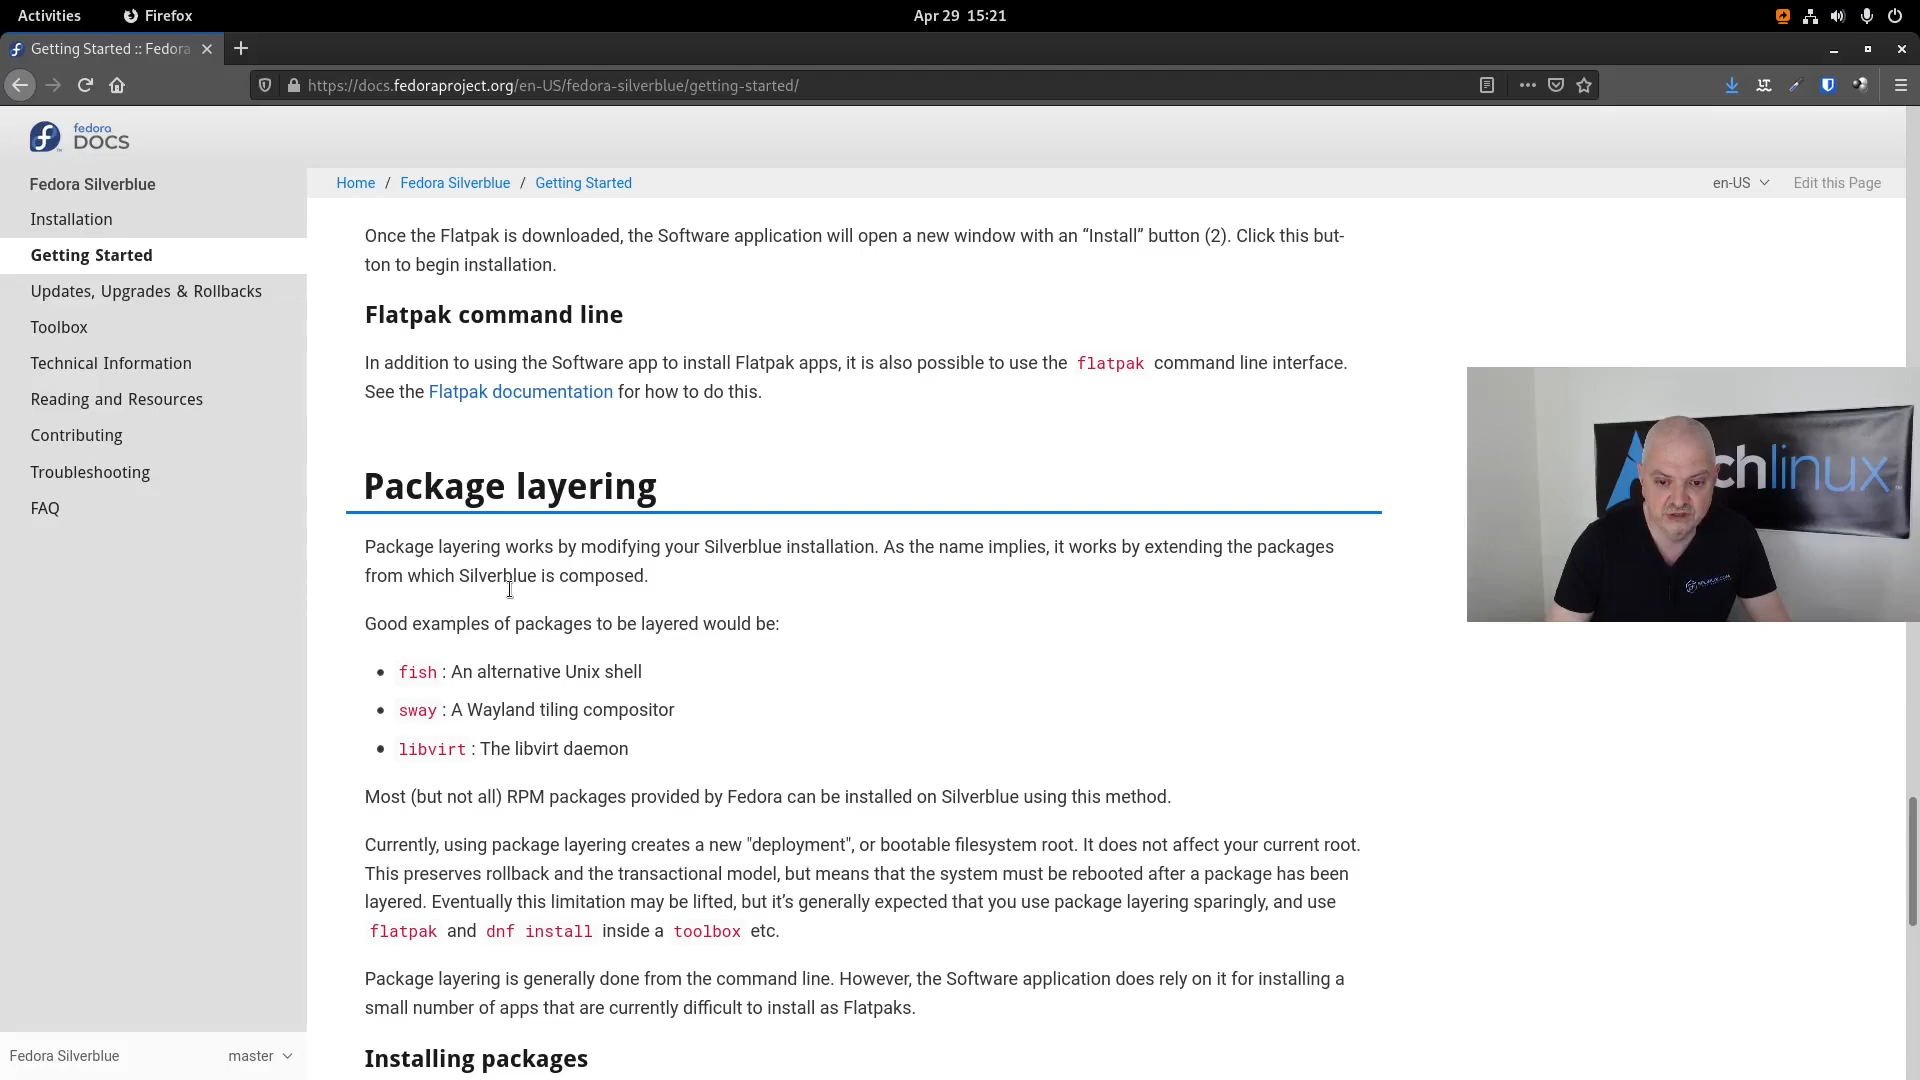 Activities Firefox Apr 29 15:21
Getting Started :: Fedora
https://docs.fedoraproject.org/en-US/fedora-silverblue/getting-started/
fedora
DOCS
Fedora Silverblue
Installation
Getting Started
Updates, Upgrades & Rollbacks
Toolbox
Technical Information
Reading and Resources
Contributing
Troubleshooting
FAQ
Fedora Silverblue master
Home / Fedora Silverblue / Getting Started en-US Edit this Page
Once the Flatpak is downloaded, the Software application will open a new window with an “Install” button (2). Click this but-
ton to begin installation.
Flatpak command line
In addition to using the Software app to install Flatpak apps, it is also possible to use the flatpak command line interface.
See the Flatpak documentation for how to do this.
Package layering
Package layering works by modifying your Silverblue installation. As the name implies, it works by extending the packages
from which Silverblue is composed.
Good examples of packages to be layered would be:
• fish : An alternative Unix shell
• sway : A Wayland tiling compositor
• libvirt : The libvirt daemon
Most (but not all) RPM packages provided by Fedora can be installed on Silverblue using this method.
Currently, using package layering creates a new "deployment", or bootable filesystem root. It does not affect your current root.
This preserves rollback and the transactional model, but means that the system must be rebooted after a package has been
layered. Eventually this limitation may be lifted, but it’s generally expected that you use package layering sparingly, and use
flatpak and dnf install inside a toolbox etc.
Package layering is generally done from the command line. However, the Software application does rely on it for installing a
small number of apps that are currently difficult to install as Flatpaks.
Installing packages
chlinux